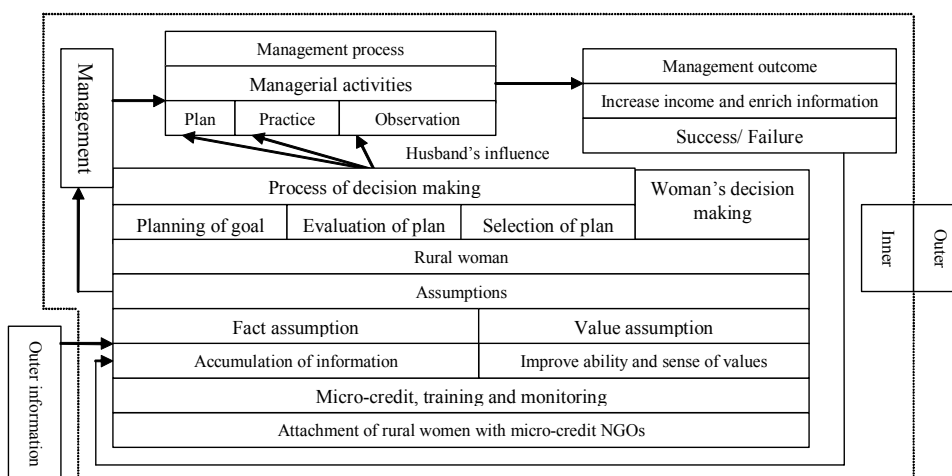 Management
Management process
Managerial activities
Plan
Practice
Observation
Management outcome
Increase income and enrich information
Success/ Failure
Husband's influence
Process of decision making
Woman's decision
making
Planning of goal
Evaluation of plan
Selection of plan
Rural woman
Assumptions
Inner
Outer
Fact assumption
Value assumption
Outer information
Accumulation of information
Improve ability and sense of values
Micro-credit, training and monitoring
Attachment of rural women with micro-credit NGOs